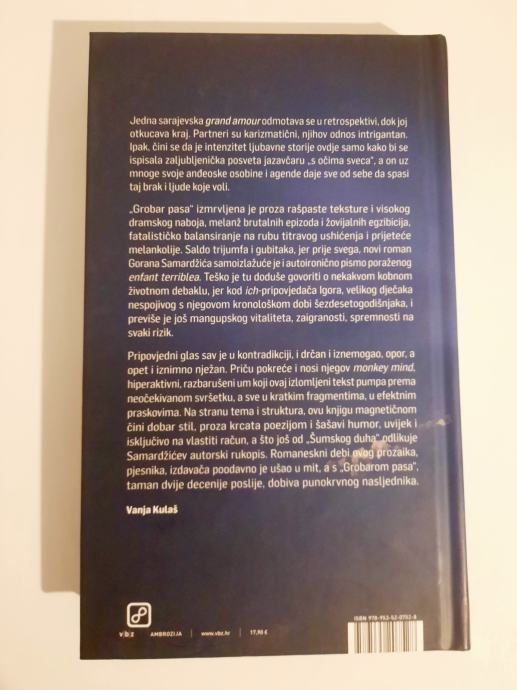 Jedna sarajevska grand amour odmotava se u retrospektivi, dok joj
otkucava kraj. Partneri su karizmatični, njihov odnos intrigantan.
Ipak, čini se da je intenzitet ljubavne storije ovdje samo kako bi se
ispisala zaljubljenička posveta jazavčaru „s očima sveca“, a on uz
mnoge svoje anđeoske osobine i agende daje sve od sebe da spasi
taj brak i ljude koje voli.
„Grobar pasa“ izmrvljena je proza rašpaste teksture i visokog
dramskog naboja, melanž brutalnih epizoda i žovijalnih egzibicija,
fatalističko balansiranje na rubu titravog ushićenja i prijeteće
melankolije. Saldo trijumfa i gubitaka, jer prije svega, novi roman
Gorana Samardžića samoizlažuće je i autoironično pismo poraženog
enfant terriblea. Teško je tu doduše govoriti o nekakvom kobnom
životnom debaklu, jer kod ich-pripovjedača Igora, velikog dječaka
nespojivog s njegovom kronološkom dobi šezdesetogodišnjaka, i
previše je još mangupskog vitaliteta, zaigranosti, spremnosti na
svaki rizik.
Pripovjedni glas sav je u kontradikciji, i drčan i iznemogao, opor, a
opet i iznimno nježan. Priču pokreće i nosi njegov monkey mind,
hiperaktivni, razbarušeni um koji ovaj izlomljeni tekst pumpa prema
neočekivanom svršetku, a sve u kratkim fragmentima, u efektnim
praskovima. Na stranu tema i struktura, ovu knjigu magnetičnom
čini dobar stil, proza krcata poezijom i šašavi humor, uvijek i
isključivo na vlastiti račun, a što još od „Šumskog duha“ odlikuje
Samardžićev autorski rukopis. Romaneskni debi ovog prozaika,
pjesnika, izdavača poodavno je ušao u mit, a s „Grobarom pasa“,
taman dvije decenije poslije, dobiva punokrvnog nasljednika.
Vanja Kulaš
vbz AMBROZIJA | www.vbz.hr | 17,90 €
ISBN 978-953-52-0752-8